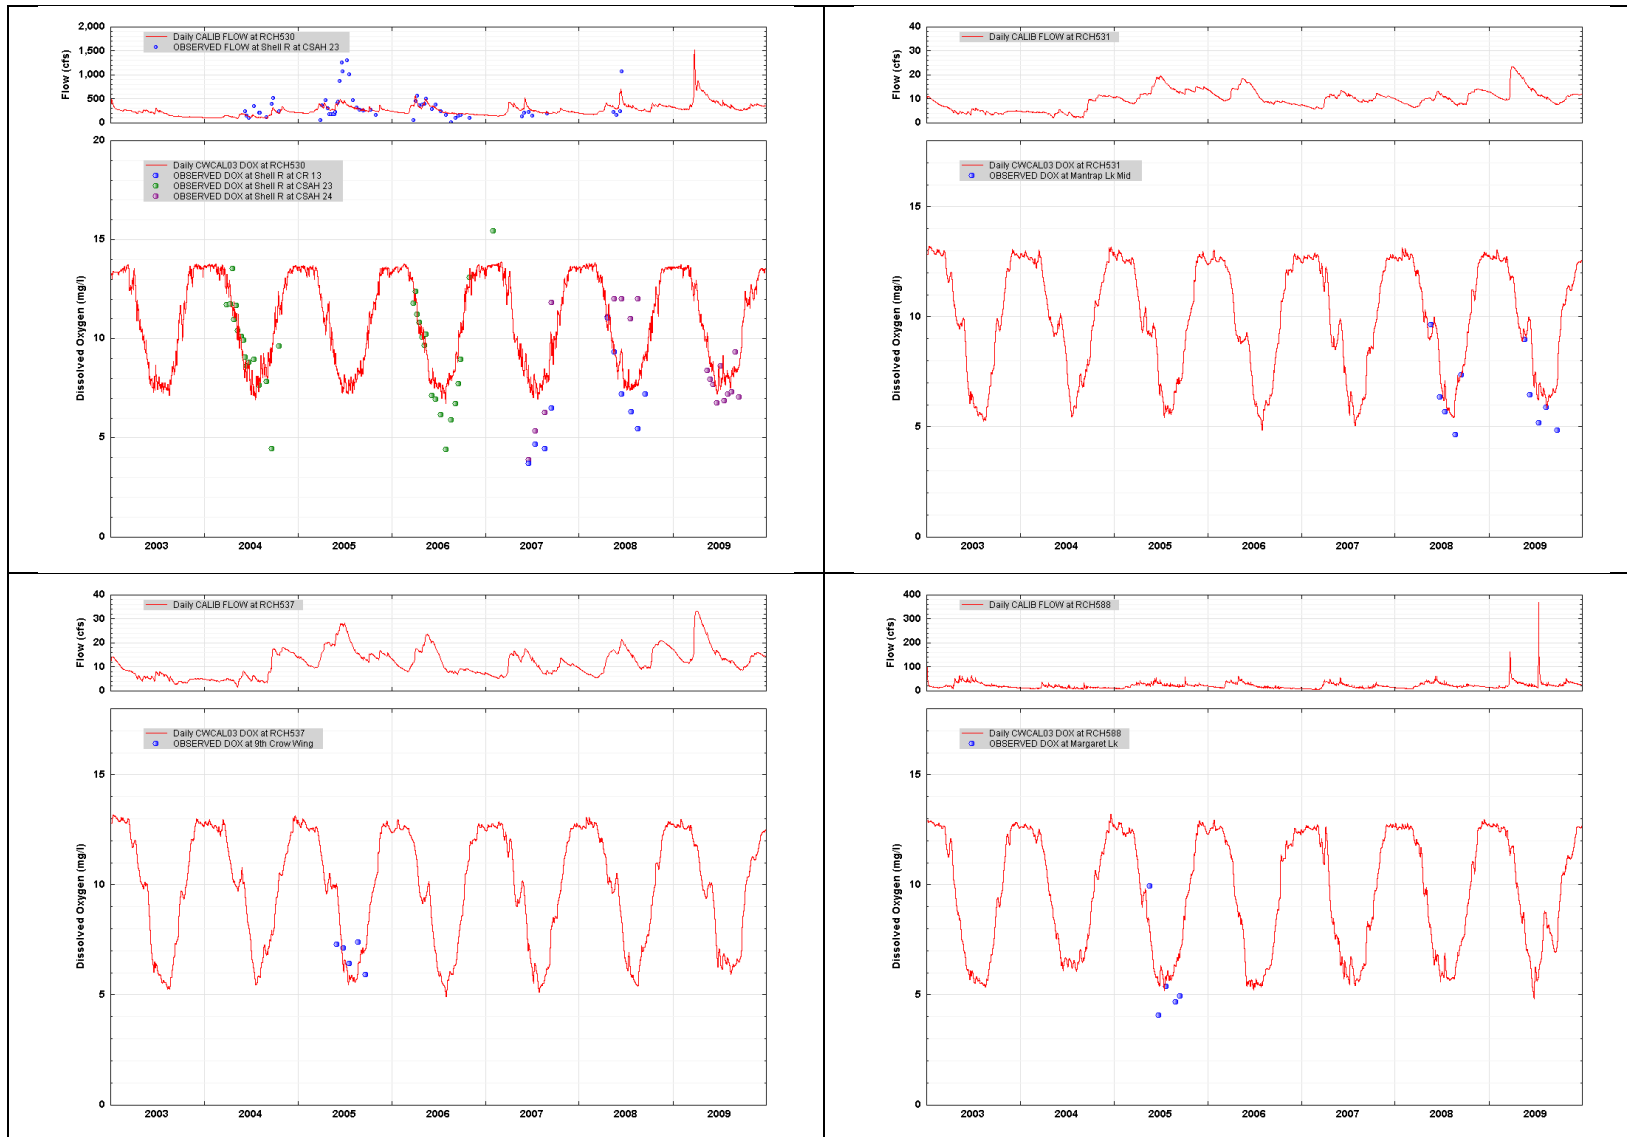 2,000
1,500
1,000
500
0
Flow (cfs)
Daily CALIB FLOW at RCH530
OBSERVED FLOW at Shell R at CSAH 23
20
15
10
5
0
Dissolved Oxygen (mg/l)
Daily CWCAL03 DOX at RCH530
OBSERVED DOX at Shell R at CR 13
OBSERVED DOX at Shell R at CSAH 23
OBSERVED DOX at Shell R at CSAH 24
2003 2004 2005 2006 2007 2008 2009
40
30
20
10
0
Flow (cfs)
Daily CALIB FLOW at RCH531
15
10
5
0
Dissolved Oxygen (mg/l)
Daily CWCAL03 DOX at RCH531
OBSERVED DOX at Mantrap Lk Mid
2003 2004 2005 2006 2007 2008 2009
40
30
20
10
0
Flow (cfs)
Daily CALIB FLOW at RCH537
15
10
5
0
Dissolved Oxygen (mg/l)
Daily CWCAL03 DOX at RCH537
OBSERVED DOX at 9th Crow Wing
2003 2004 2005 2006 2007 2008 2009
400
300
200
100
0
Flow (cfs)
Daily CALIB FLOW at RCH588
15
10
5
0
Dissolved Oxygen (mg/l)
Daily CWCAL03 DOX at RCH588
OBSERVED DOX at Margaret Lk
2003 2004 2005 2006 2007 2008 2009